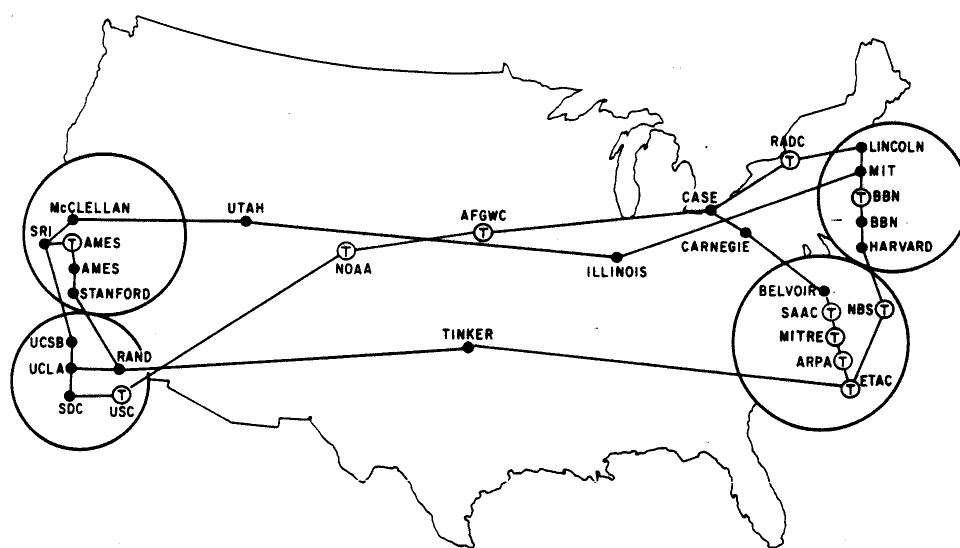 RADC
T
LINCOLN
MIT
T BBN
BBN
HARVARD
McCLELLAN
UTAH
AFGWC
T
CASE
CARNEGIE
SRI
T AMES
AMES
STANFORD
T
NOAA
ILLINOIS
BELVOIR
SAAC T
NBS T
MITRE T
ARPA T
T ETAC
UCSB
UCLA
RAND
TINKER
SDC
T
USC